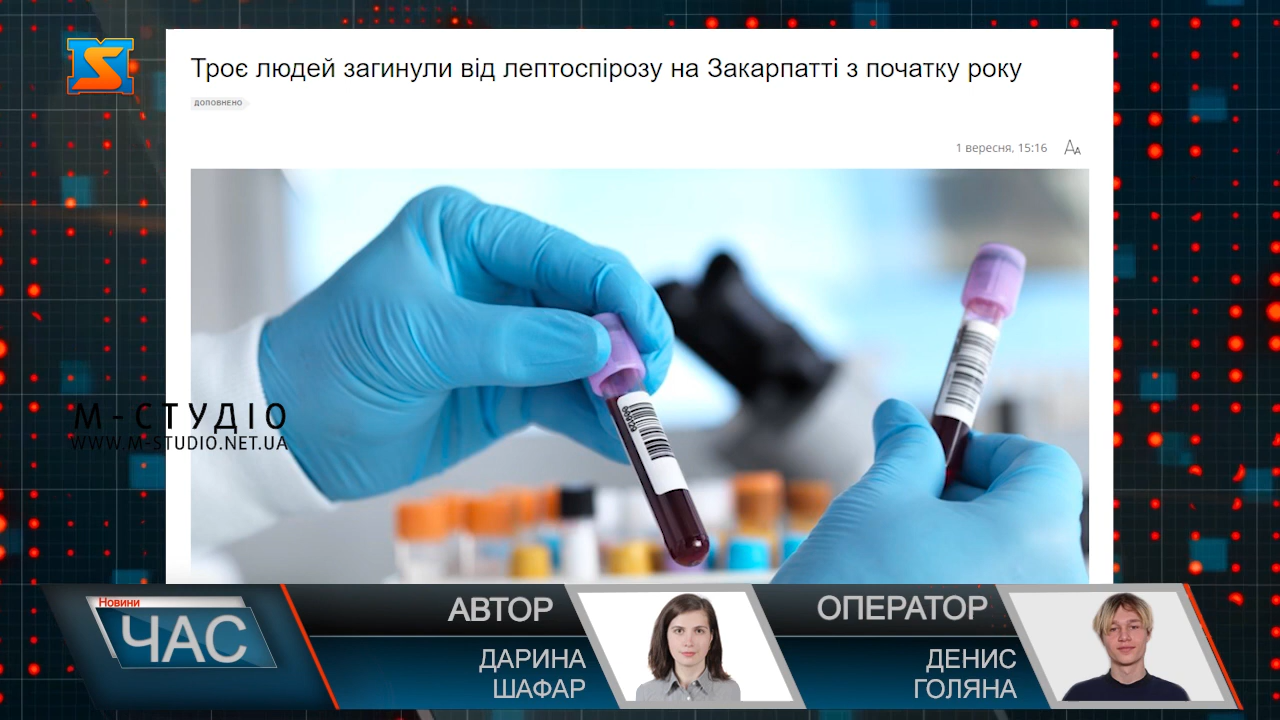 Троє людей загинули від лептоспірозу на Закарпатті з початку року
ДОПОВНЕНО
1 вересня, 15:16
М-СТУДІО
WWW.M-STUDIO.NET.UA
Новини
ЧАС
АВТОР
ДАРИНА
ШАФАР
ОПЕРАТОР
ДЕНИС
ГОЛЯНА